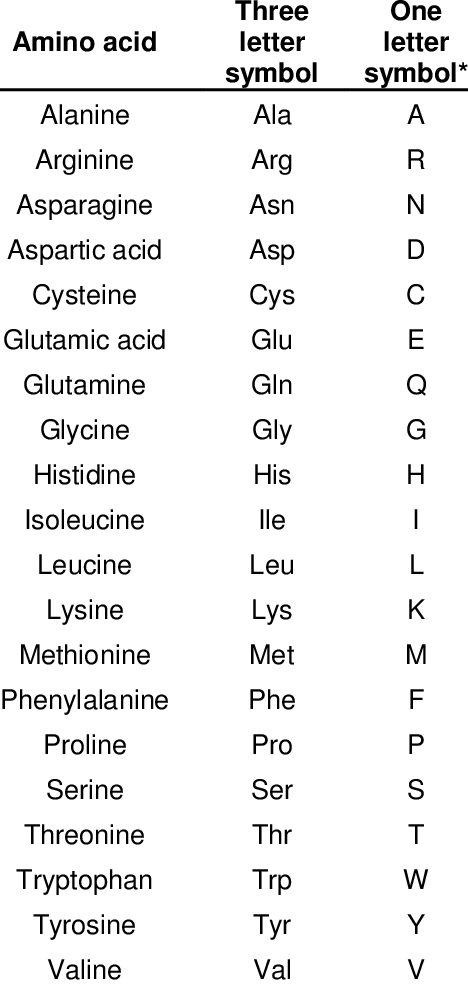 Amino acid Three letter symbol One letter symbol*
Alanine Ala A
Arginine Arg R
Asparagine Asn N
Aspartic acid Asp D
Cysteine Cys C
Glutamic acid Glu E
Glutamine Gln Q
Glycine Gly G
Histidine His H
Isoleucine Ile I
Leucine Leu L
Lysine Lys K
Methionine Met M
Phenylalanine Phe F
Proline Pro P
Serine Ser S
Threonine Thr T
Tryptophan Trp W
Tyrosine Tyr Y
Valine Val V